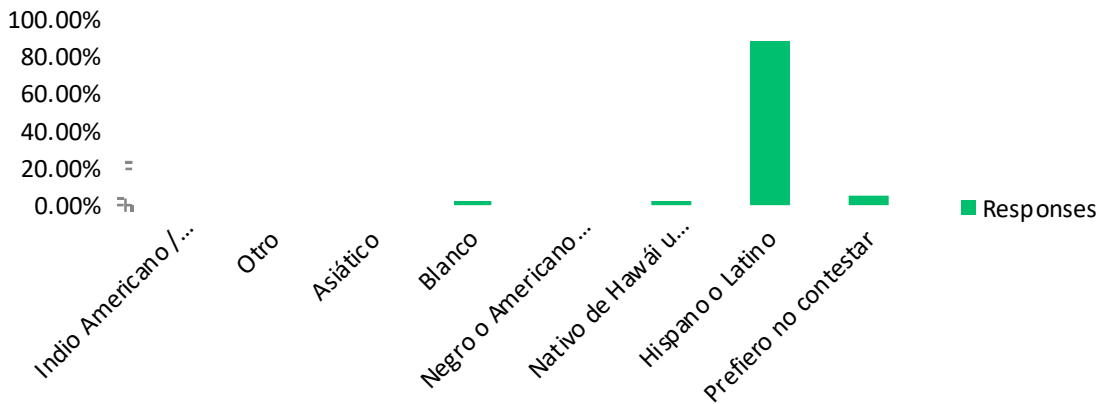 100.00%
80.00%
60.00%
40.00%
20.00%
0.00%
Indio Americano /...
Otro
Asiático
Blanco
Negro o Americano...
Nativo de Hawái u...
Hispano o Latino
Prefiero no contestar
Responses